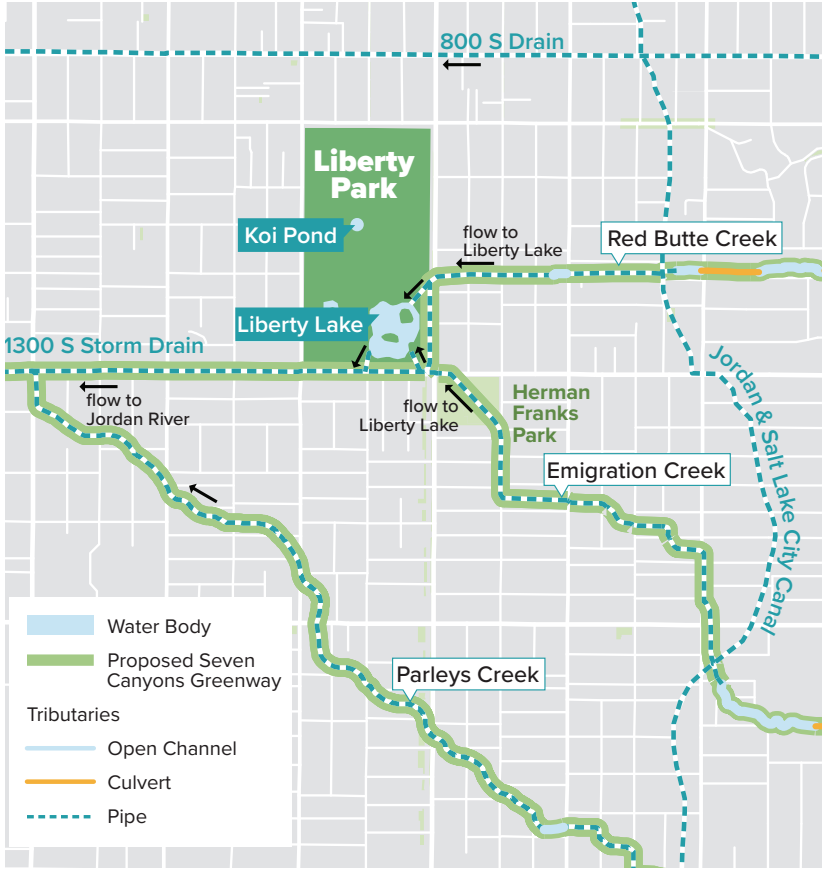 800 S Drain
Liberty
Park
Koi Pond
flow to
Liberty Lake
Red Butte Creek
Liberty Lake
1300 S Storm Drain
flow to
Jordan River
flow to
Liberty Lake
Herman
Franks
Park
Jordan & Salt Lake City Canal
Emigration Creek
Parleys Creek
Water Body
Proposed Seven
Canyons Greenway
Tributaries
Open Channel
Culvert
Pipe